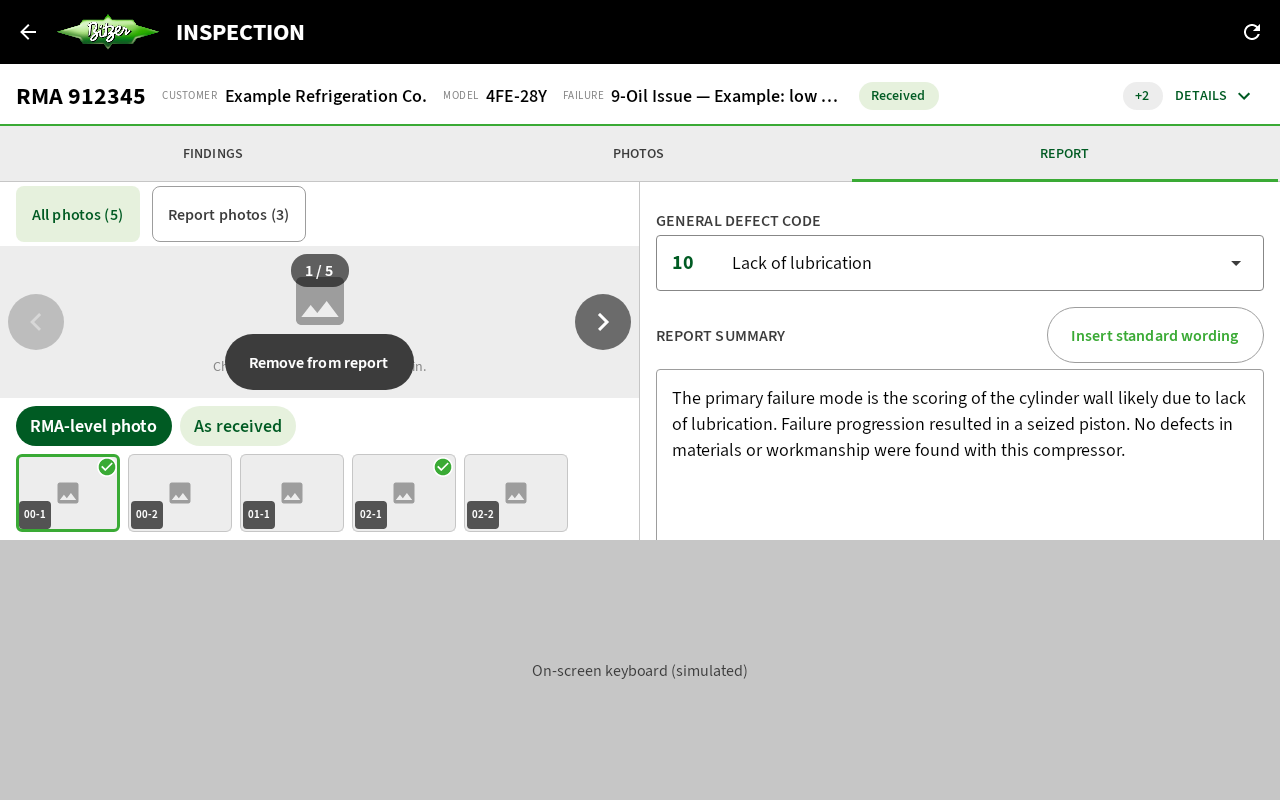 Bitzer
INSPECTION
RMA 912345
CUSTOMER Example Refrigeration Co.
MODEL 4FE-28Y
FAILURE 9-Oil Issue — Example: low ...
Received
+2
DETAILS
FINDINGS
PHOTOS
REPORT
All photos (5)
Report photos (3)
1 / 5
Remove from report
RMA-level photo
As received
00-1
00-2
01-1
02-1
02-2
GENERAL DEFECT CODE
10 Lack of lubrication
REPORT SUMMARY
Insert standard wording
The primary failure mode is the scoring of the cylinder wall likely due to lack
of lubrication. Failure progression resulted in a seized piston. No defects in
materials or workmanship were found with this compressor.
On-screen keyboard (simulated)